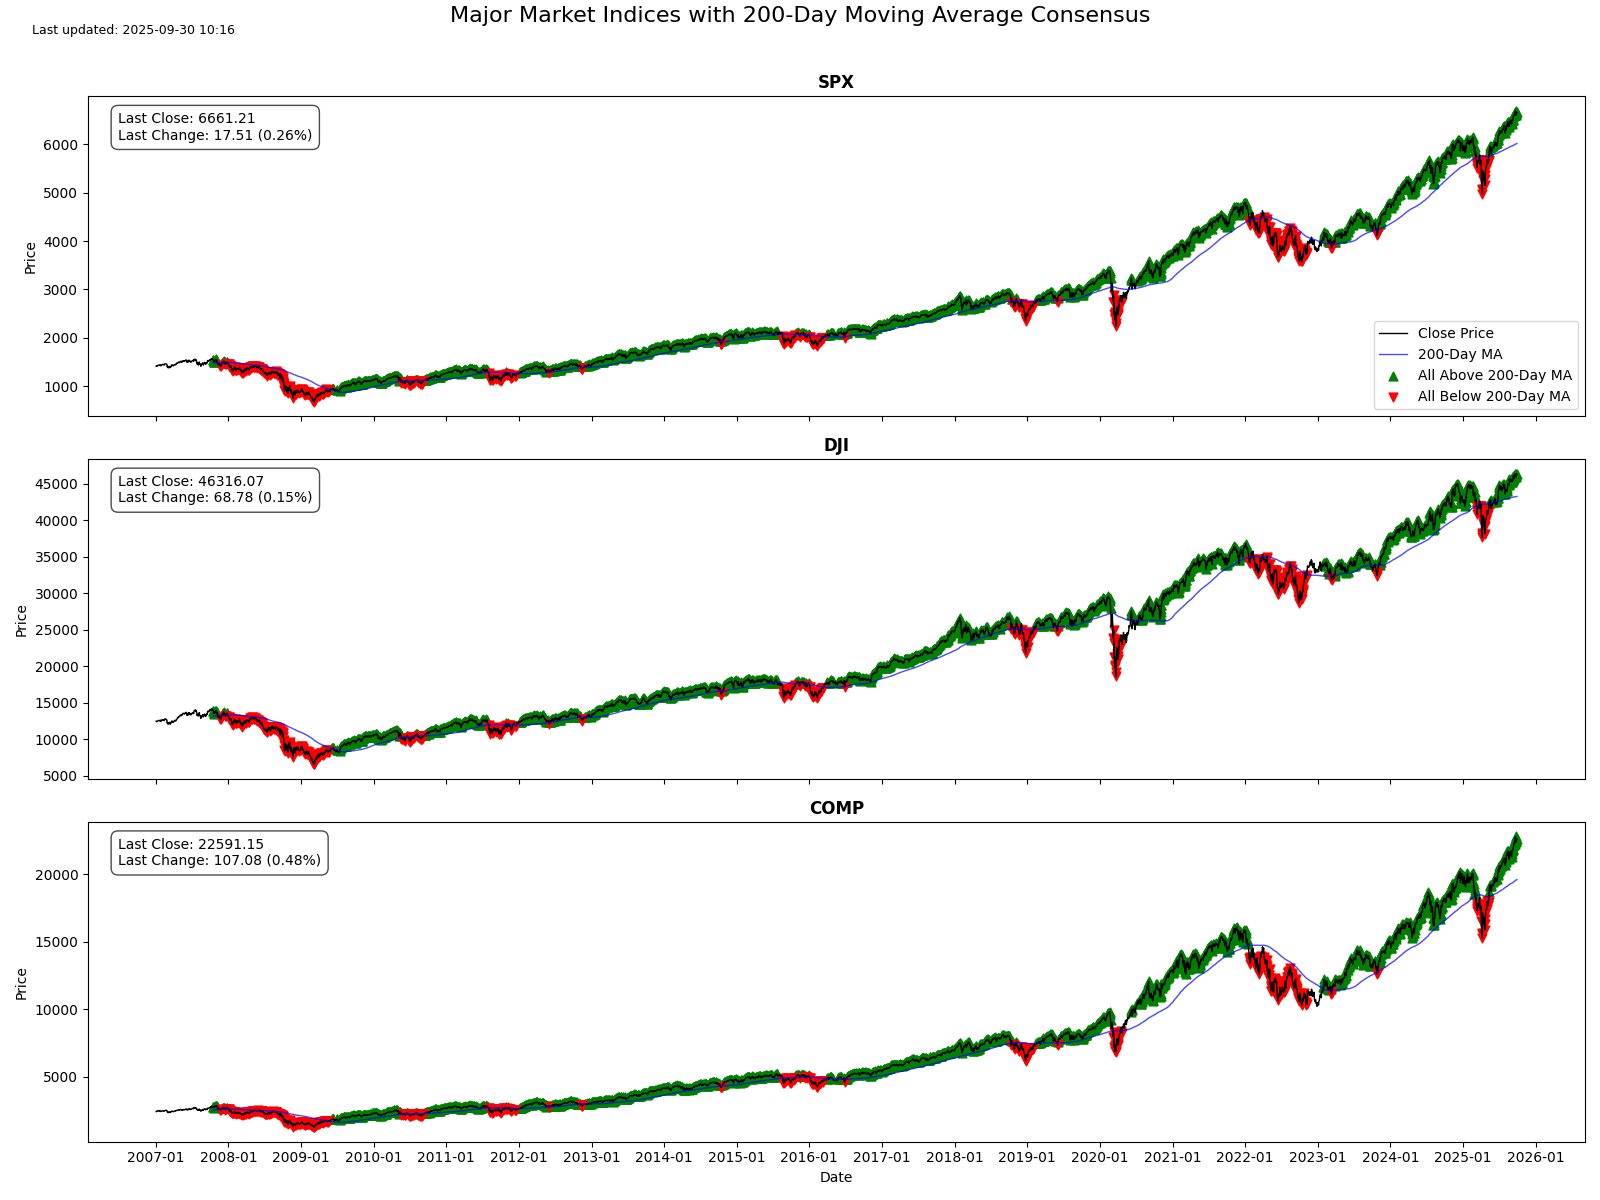 Major Market Indices with 200-Day Moving Average Consensus
Last updated: 2025-09-30 10:16
SPX
Last Close: 6661.21
Last Change: 17.51 (0.26%)
6000
5000
4000
3000
2000
1000
Price
Close Price
200-Day MA
All Above 200-Day MA
All Below 200-Day MA
DJI
Last Close: 46316.07
Last Change: 68.78 (0.15%)
45000
40000
35000
30000
25000
20000
15000
10000
5000
Price
COMP
Last Close: 22591.15
Last Change: 107.08 (0.48%)
20000
15000
10000
5000
Price
2007-01 2008-01 2009-01 2010-01 2011-01 2012-01 2013-01 2014-01 2015-01 2016-01 2017-01 2018-01 2019-01 2020-01 2021-01 2022-01 2023-01 2024-01 2025-01 2026-01
Date